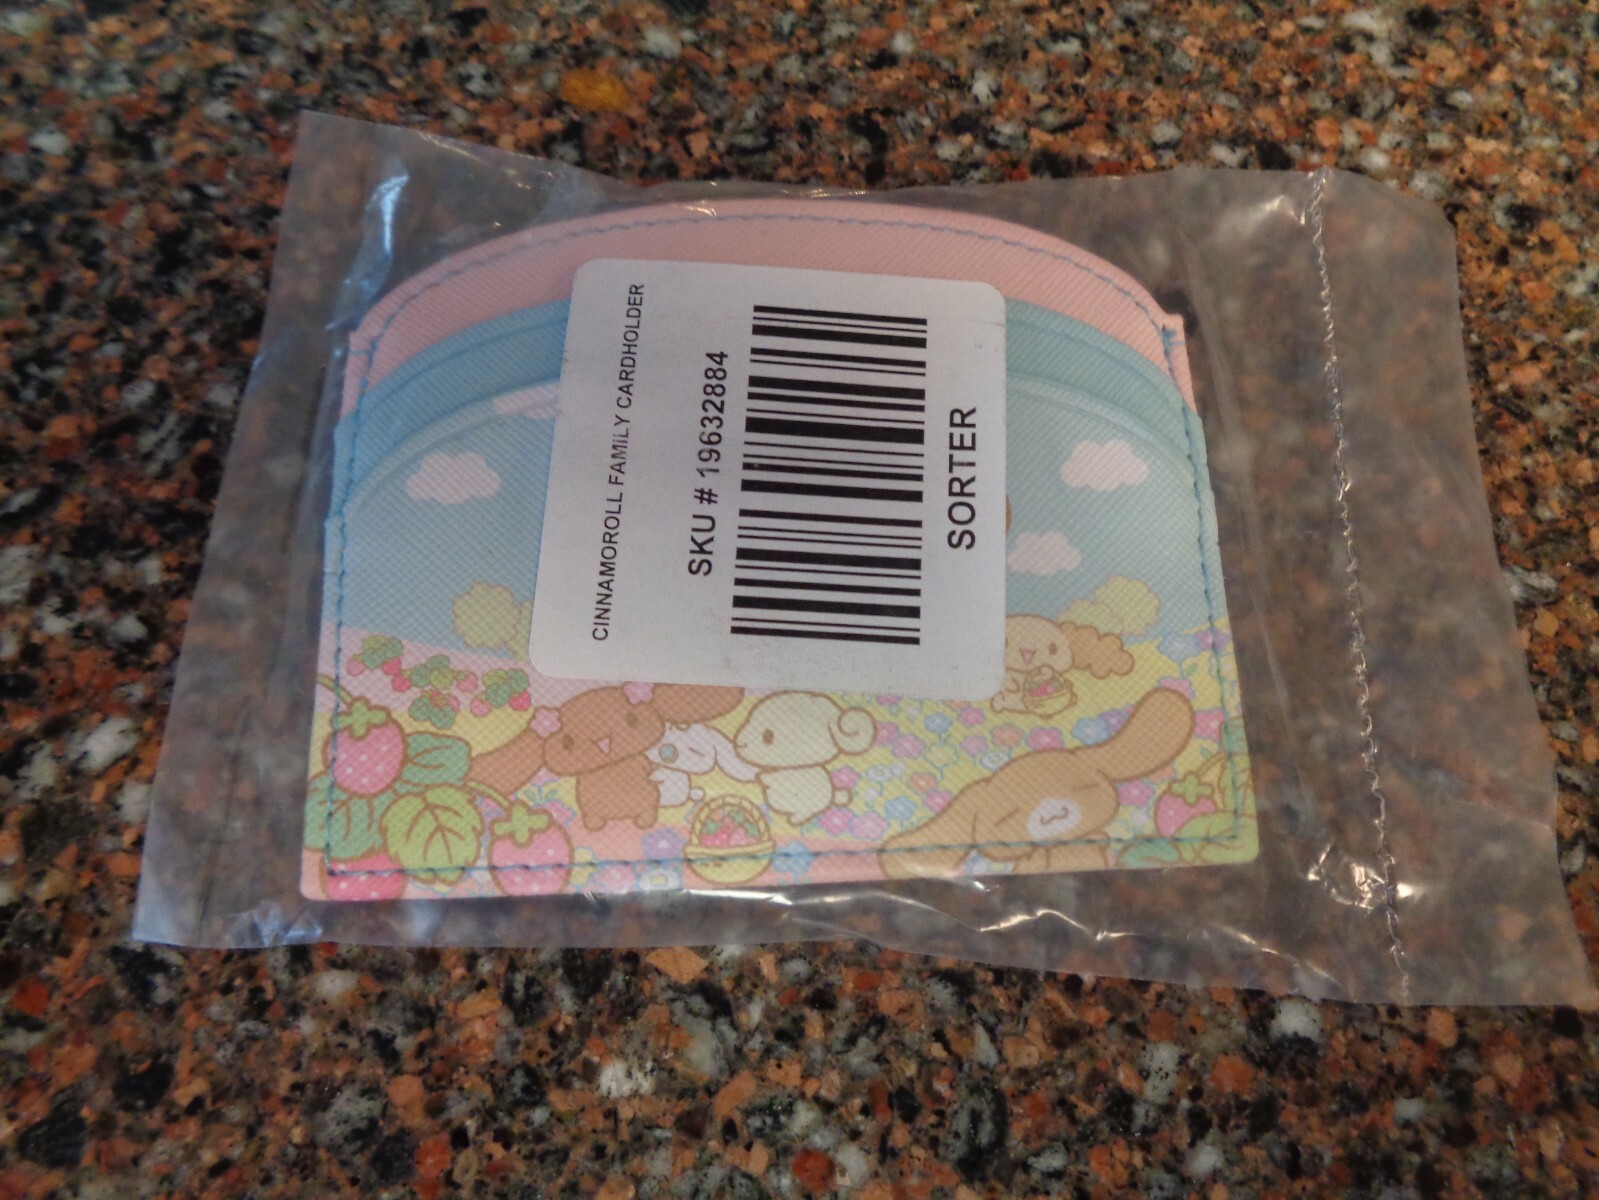 CINNAMOROLL FAMILY CARDHOLDER
SKU # 19632884
SORTER